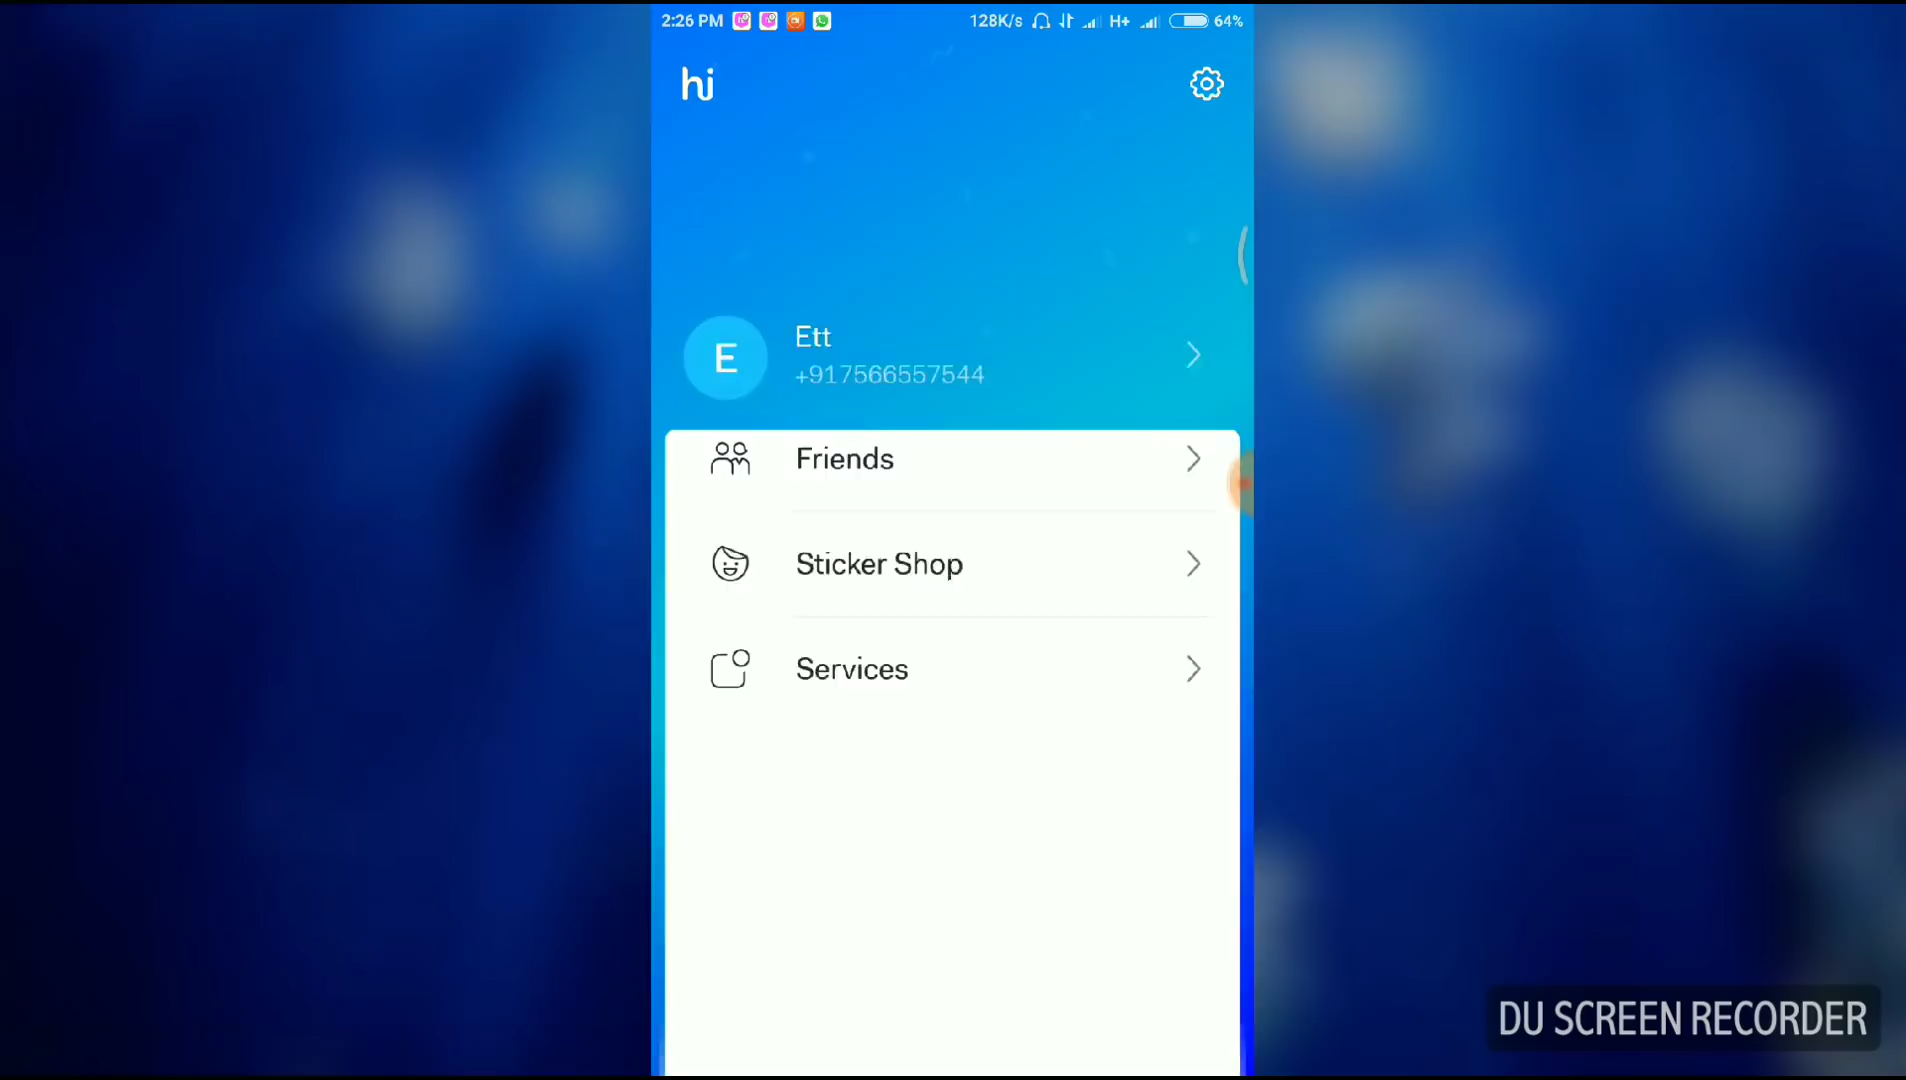 2:26 PM 128K/s H+ 64%
hi
E
Ett
+917566557544
Friends
Sticker Shop
Services
DU SCREEN RECORDER